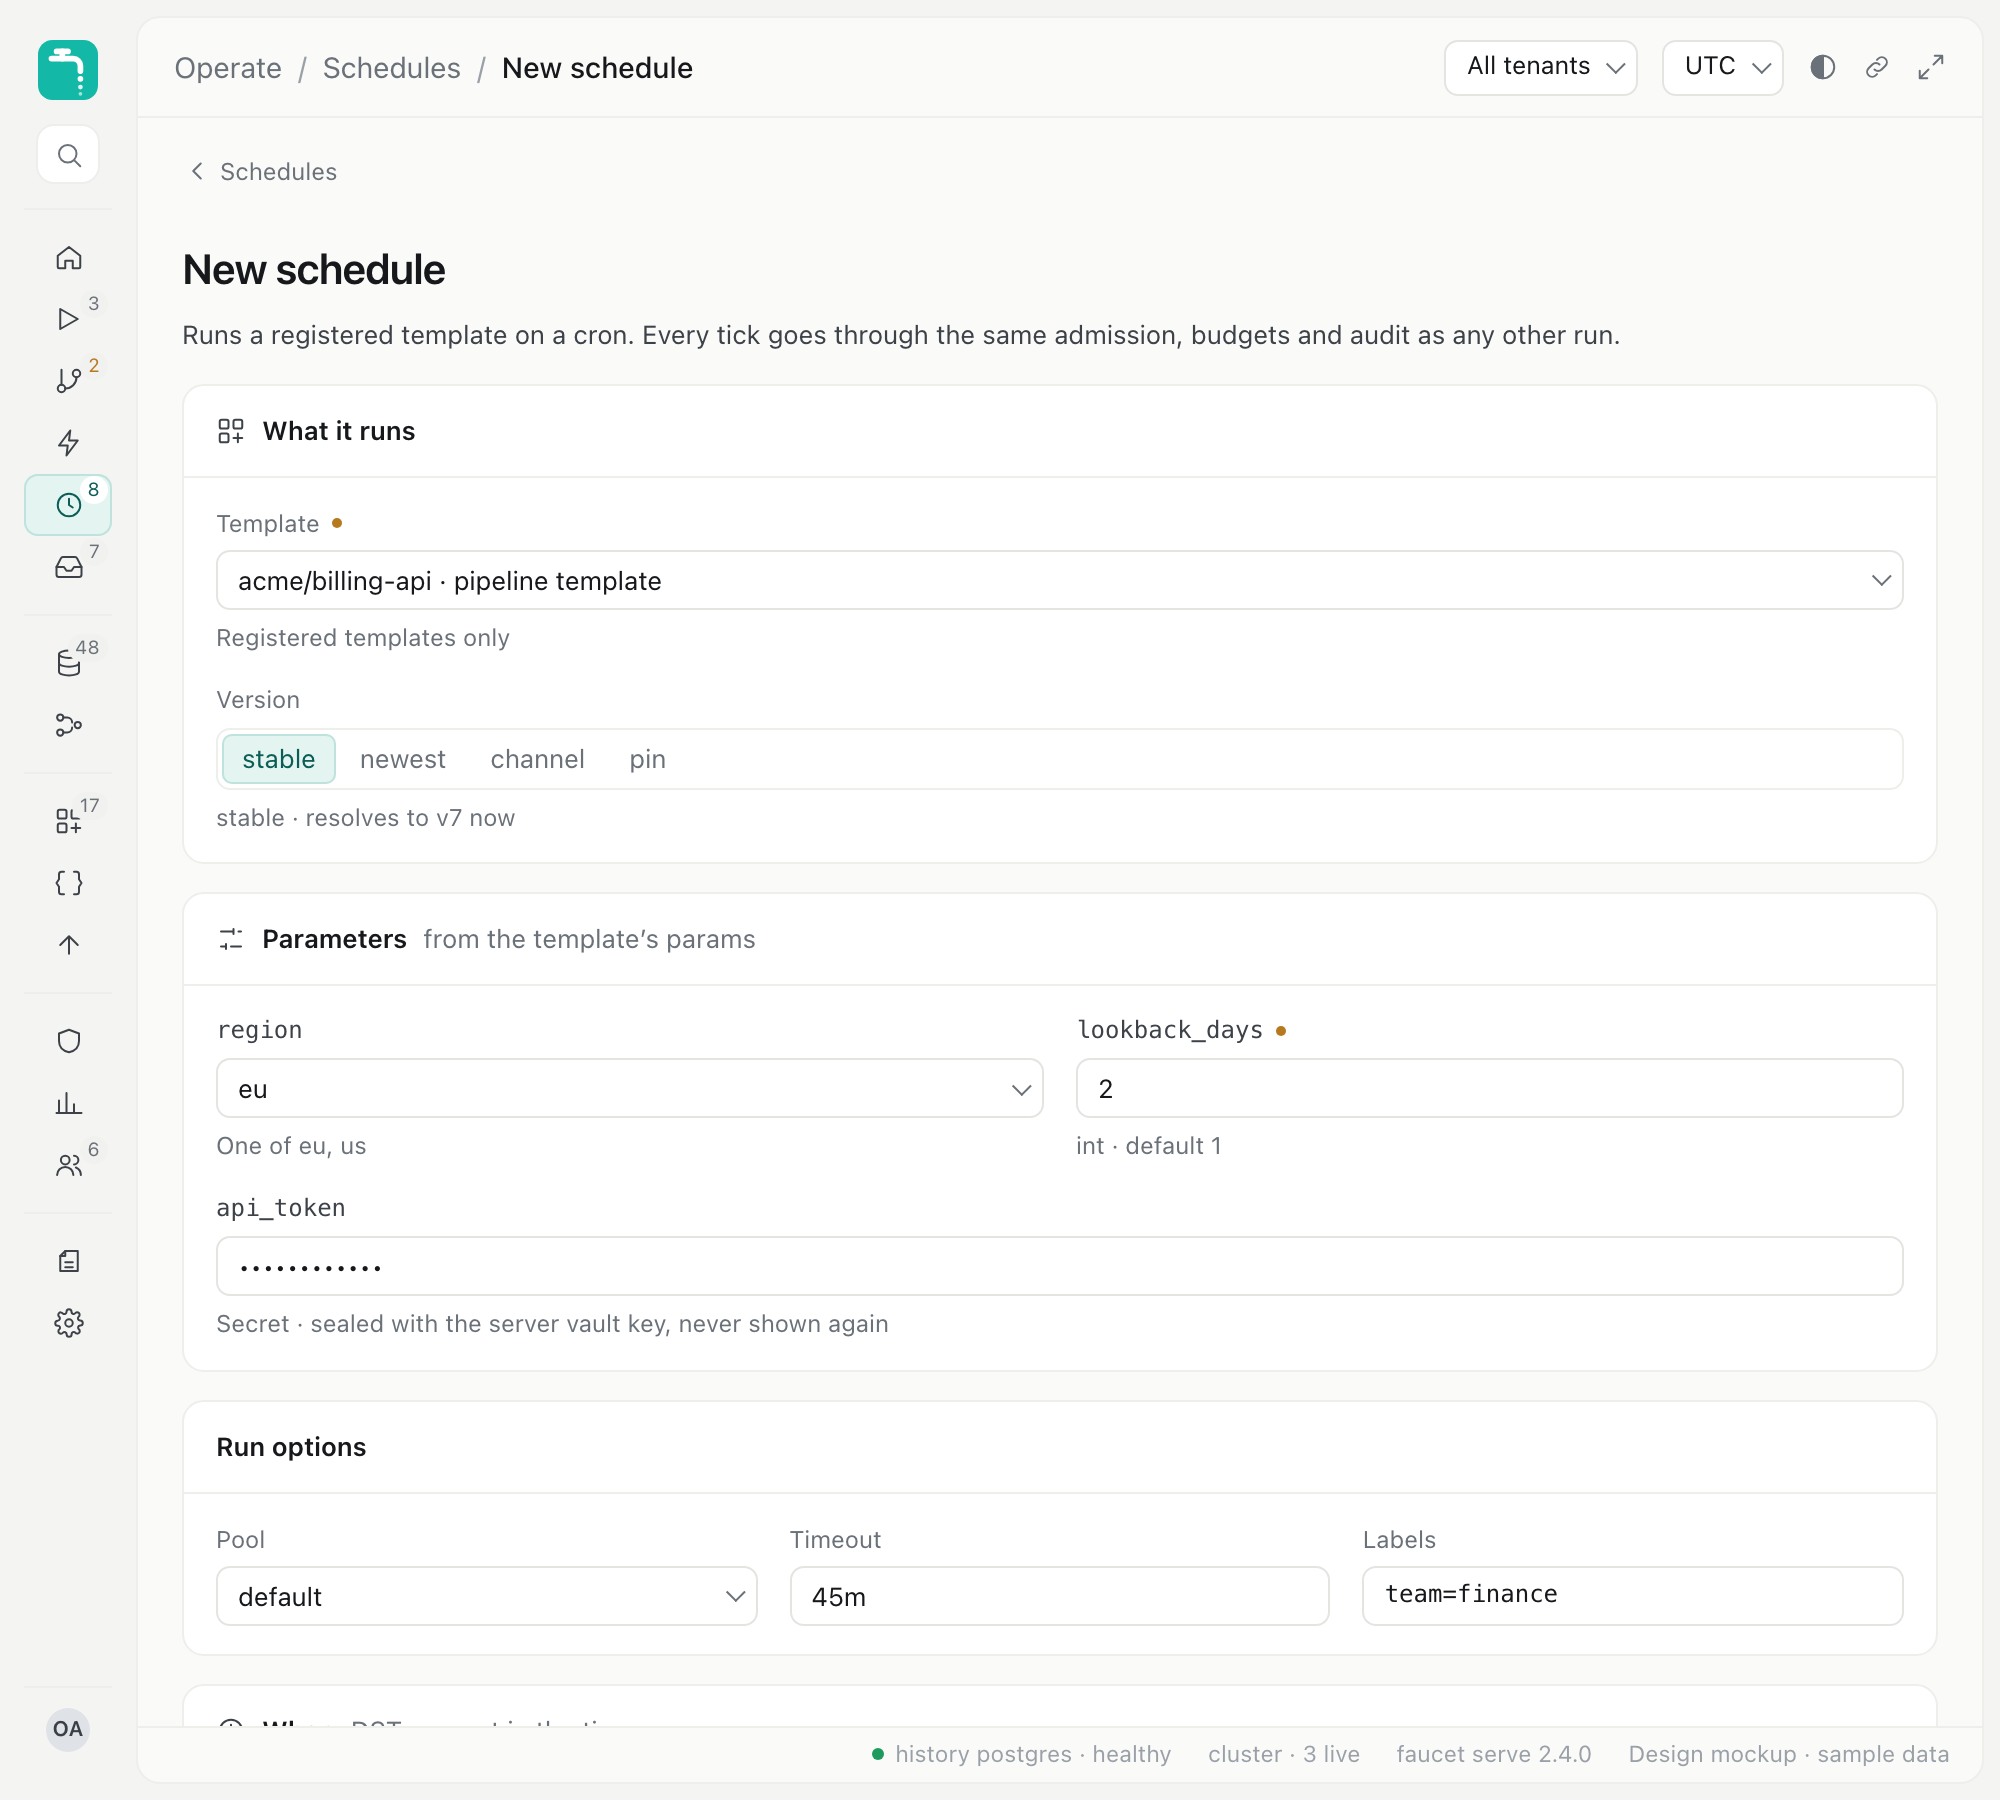 Operate / Schedules / New schedule
All tenants
UTC
Schedules
New schedule
Runs a registered template on a cron. Every tick goes through the same admission, budgets and audit as any other run.
3
2
8
7
48
17
6
OA
What it runs
Template
acme/billing-api · pipeline template
Registered templates only
Version
stable newest channel pin
stable · resolves to v7 now
Parameters from the template’s params
region
eu
One of eu, us
lookback_days
2
int · default 1
api_token
••••••••••••
Secret · sealed with the server vault key, never shown again
Run options
Pool
default
Timeout
45m
Labels
team=finance
history postgres · healthy
cluster · 3 live
faucet serve 2.4.0
Design mockup · sample data